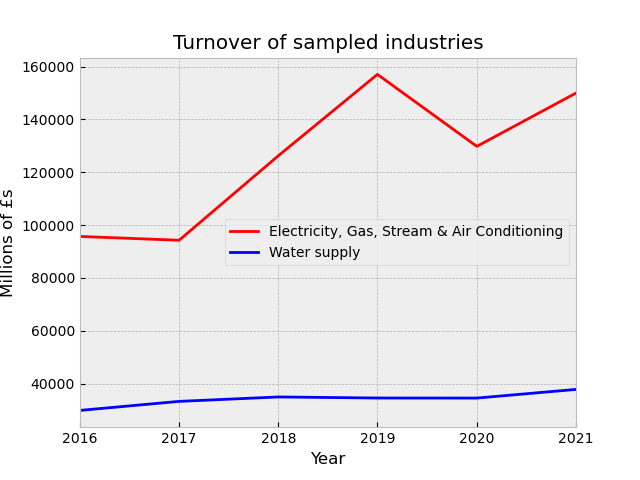 Turnover of sampled industries
Millions of £s
160000
140000
120000
100000
80000
60000
40000
Electricity, Gas, Stream & Air Conditioning
Water supply
2016 2017 2018 2019 2020 2021
Year